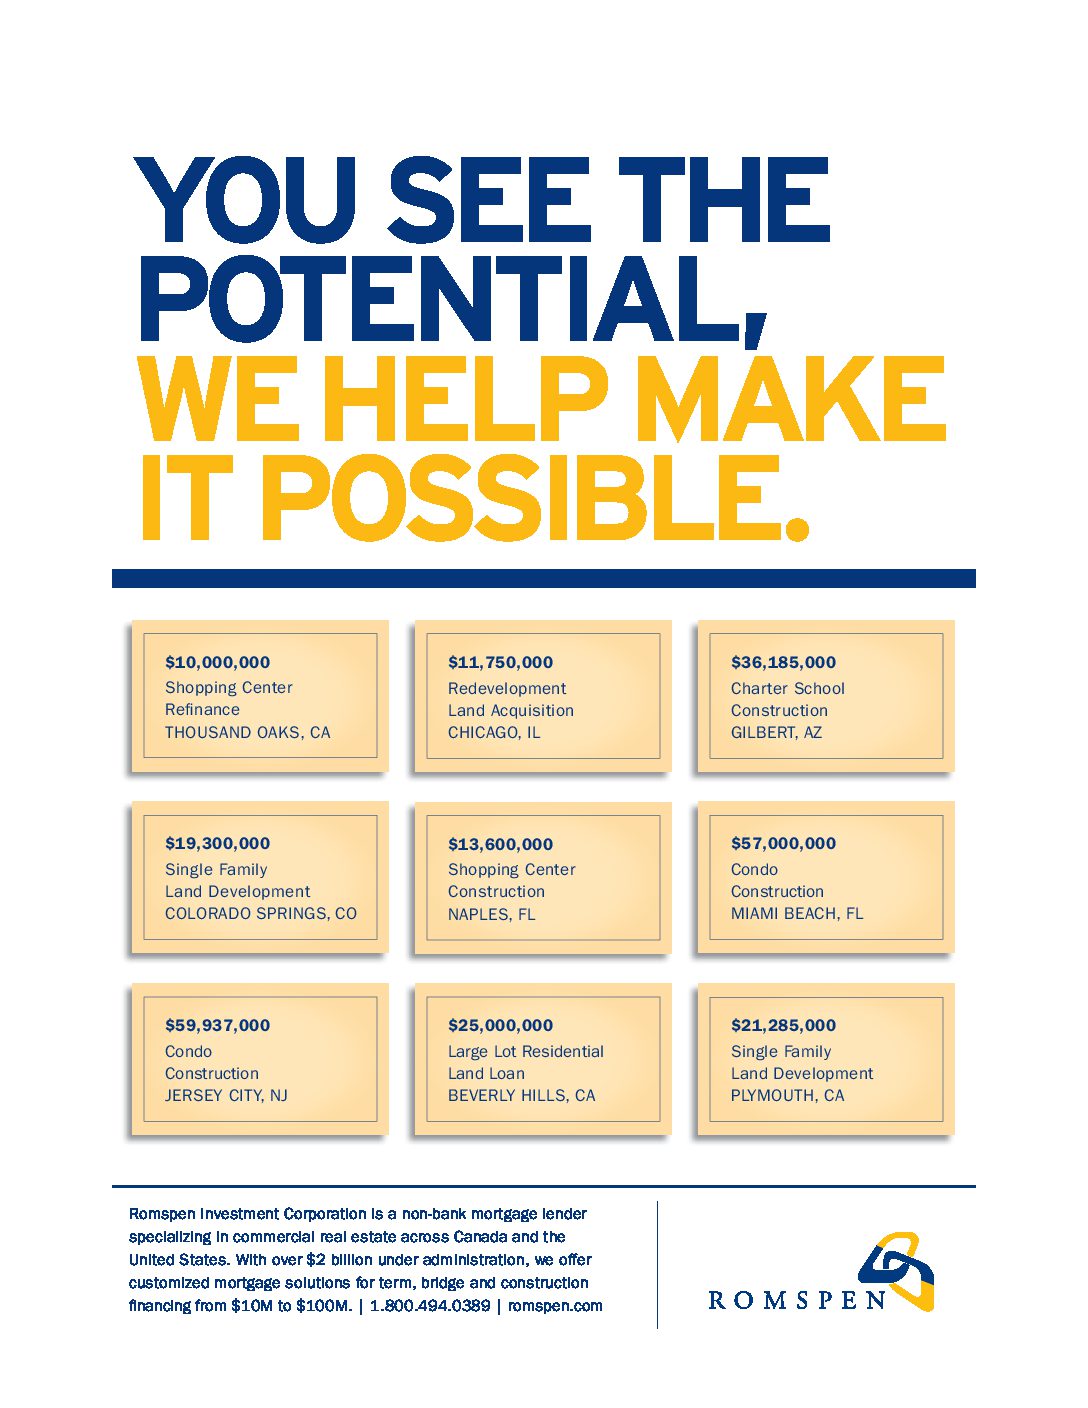 YOU SEE THE
POTENTIAL,
WE HELP MAKE
IT POSSIBLE.
$10,000,000
Shopping Center
Refinance
THOUSAND OAKS, CA
$11,750,000
Redevelopment
Land Acquisition
CHICAGO, IL
$36,185,000
Charter School
Construction
GILBERT, AZ
$19,300,000
Single Family
Land Development
COLORADO SPRINGS, CO
$13,600,000
Shopping Center
Construction
NAPLES, FL
$57,000,000
Condo
Construction
MIAMI BEACH, FL
$59,937,000
Condo
Construction
JERSEY CITY, NJ
$25,000,000
Large Lot Residential
Land Loan
BEVERLY HILLS, CA
$21,285,000
Single Family
Land Development
PLYMOUTH, CA
Romspen Investment Corporation is a non-bank mortgage lender
specializing in commercial real estate across Canada and the
United States. With over $2 billion under administration, we offer
customized mortgage solutions for term, bridge and construction
financing from $10M to $100M. | 1.800.494.0389 | romspen.com
ROMSPEN